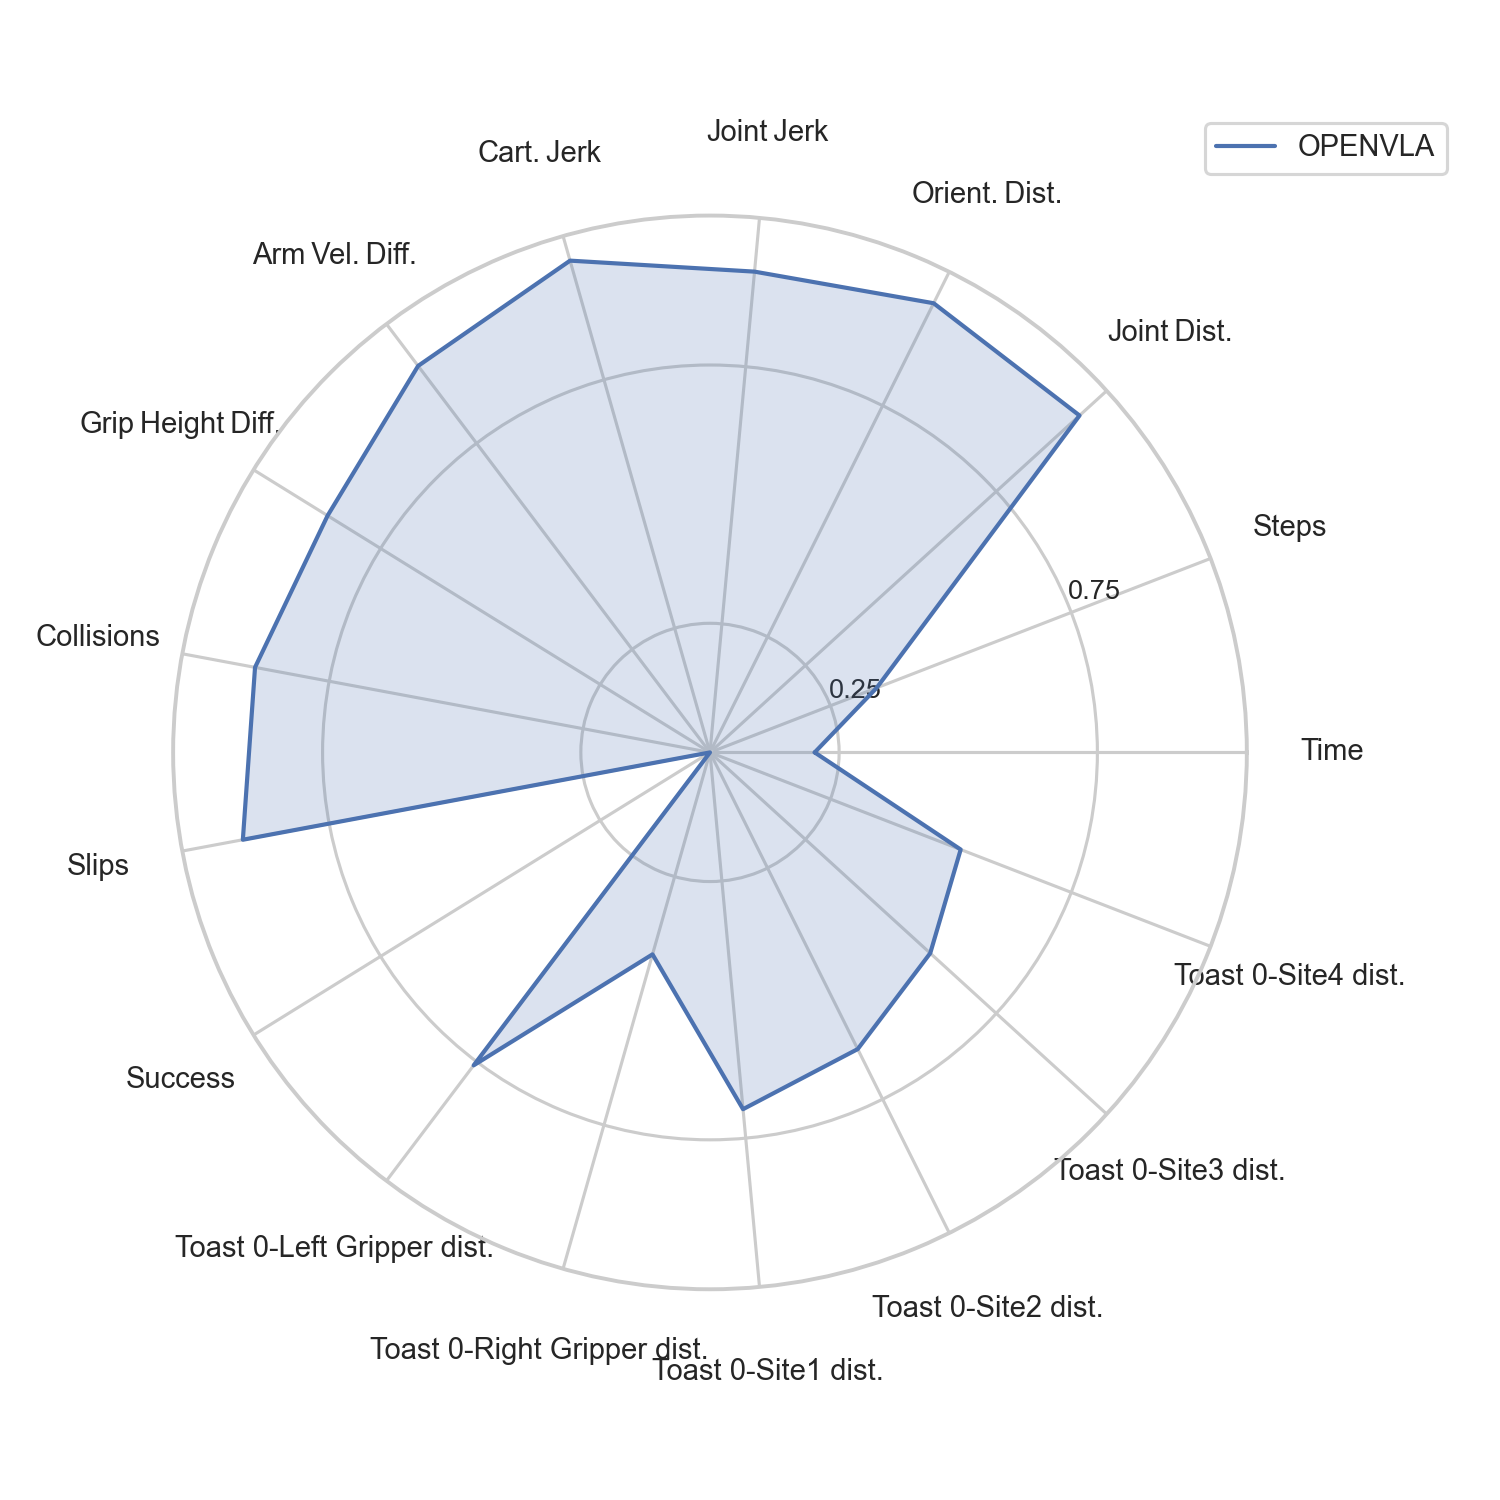 Joint Jerk
Cart. Jerk
OPENVLA
Orient. Dist.
Arm Vel. Diff.
Joint Dist.
Grip Height Diff.
Steps
0.75
Collisions
0.25
Time
Slips
Toast 0-Site4 dist.
Success
Toast 0-Site3 dist.
Toast 0-Left Gripper dist.
Toast 0-Site2 dist.
Toast 0-Right Gripper dist.
Toast 0-Site1 dist.